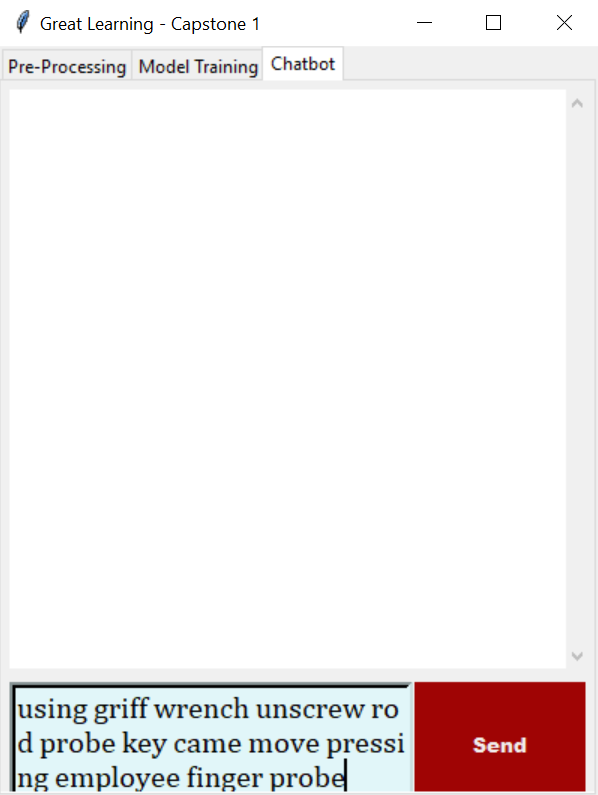 Great Learning - Capstone 1
Pre-Processing Model Training Chatbot
using griff wrench unscrew ro
d probe key came move pressi
ng employee finger probe
Send